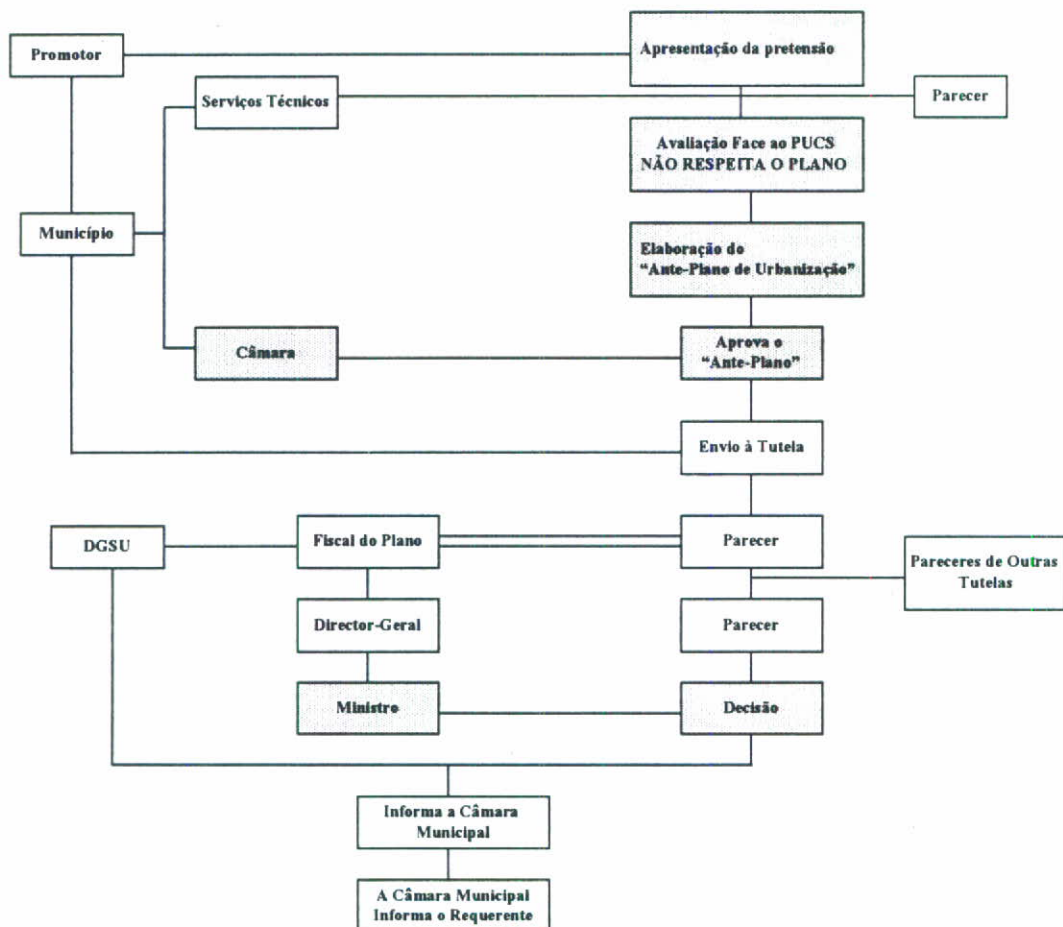 Promotor
Apresentação da pretensão
Serviços Técnicos
Parecer
Avaliação Face ao PUCS
NÃO RESPEITA O PLANO
Município
Elaboração do
“Ante-Plano de Urbanização”
Câmara
Aprova o
“Ante-Plano”
Envio à Tutela
DGSU
Fiscal do Plano
Parecer
Pareceres de Outras
Tutelas
Director-Geral
Parecer
Ministro
Decisão
Informa a Câmara
Municipal
A Câmara Municipal
Informa o Requerente